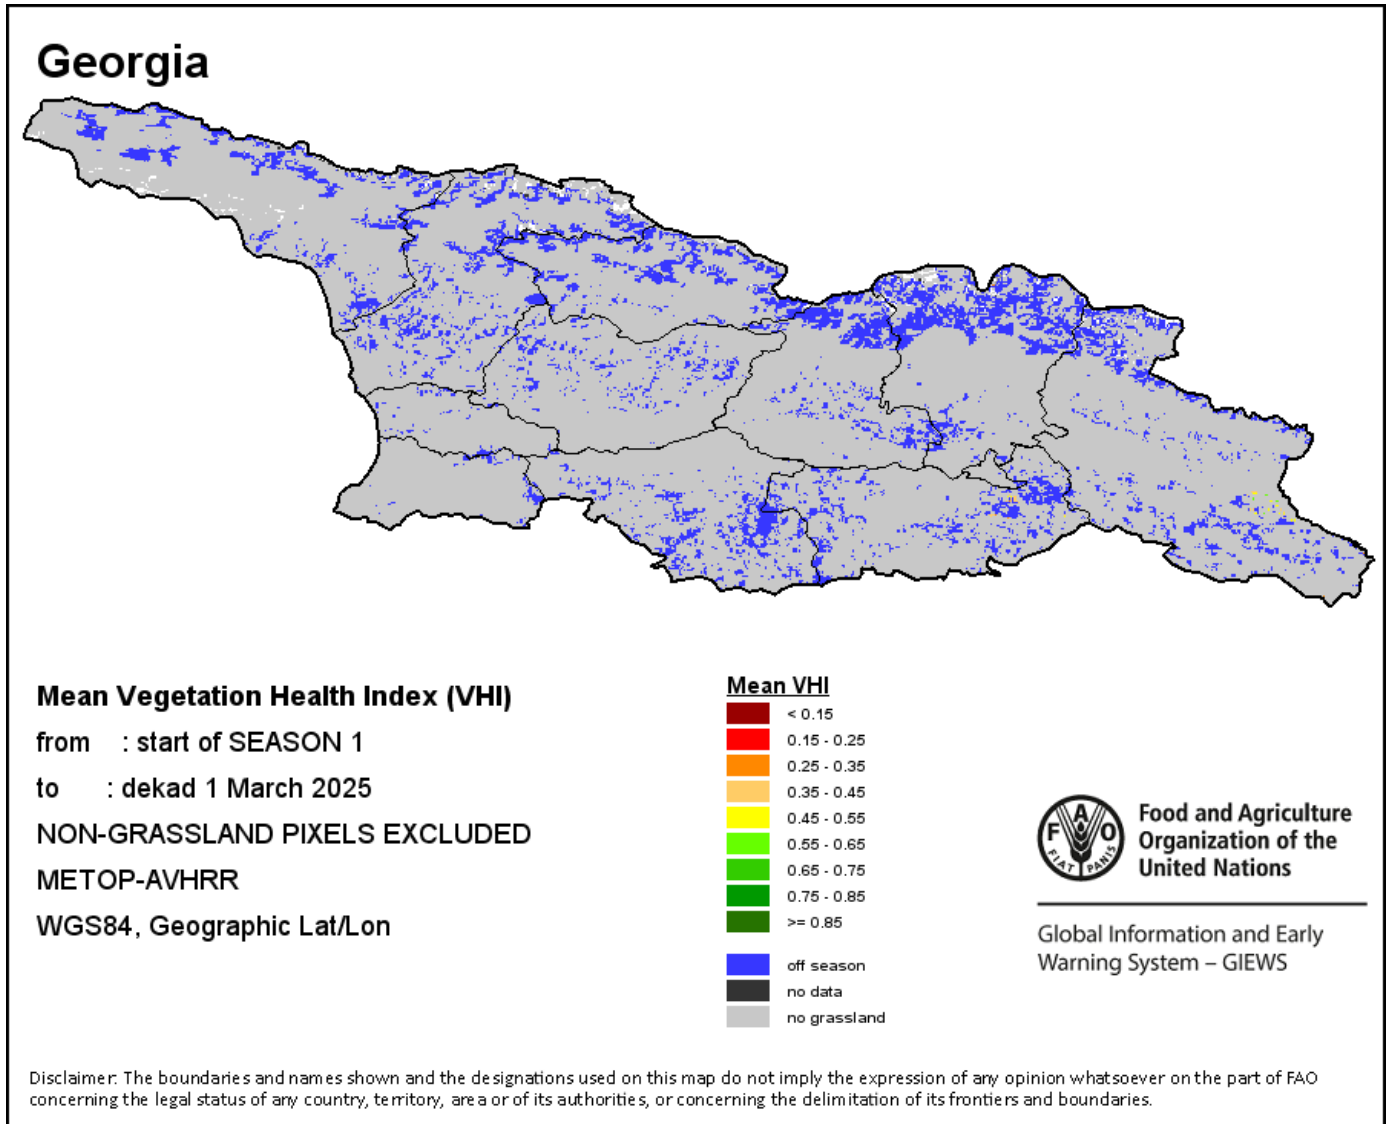 Georgia
Mean Vegetation Health Index (VHI)
from : start of SEASON 1
to : dekad 1 March 2025
NON-GRASSLAND PIXELS EXCLUDED
METOP-AVHRR
WGS84, Geographic Lat/Lon
Mean VHI
< 0.15
0.15 - 0.25
0.25 - 0.35
0.35 - 0.45
0.45 - 0.55
0.55 - 0.65
0.65 - 0.75
0.75 - 0.85
>= 0.85
off season
no data
no grassland
F A O
FIAT PANIS
Food and Agriculture
Organization of the
United Nations
Global Information and Early
Warning System – GIEWS
Disclaimer: The boundaries and names shown and the designations used on this map do not imply the expression of any opinion whatsoever on the part of FAO
concerning the legal status of any country, territory, area or of its authorities, or concerning the delimitation of its frontiers and boundaries.